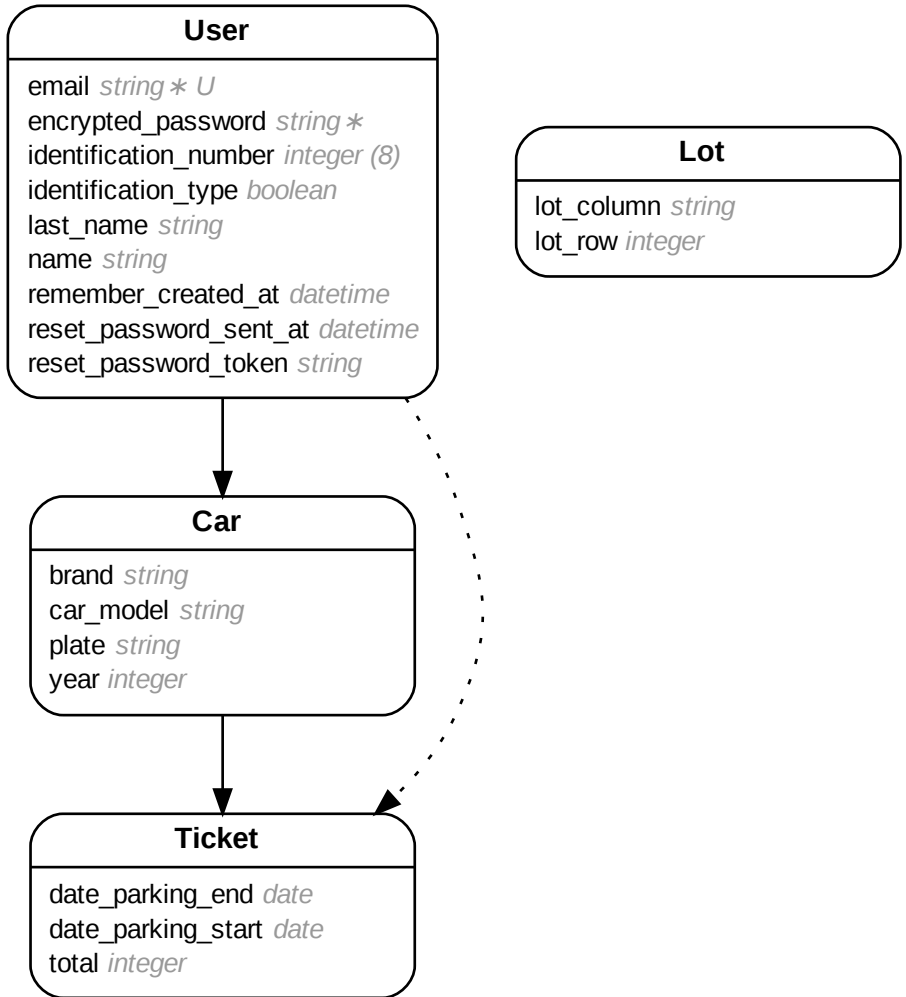 User
email string∗ U
encrypted_password string∗
identification_number integer (8)
identification_type boolean
last_name string
name string
remember_created_at datetime
reset_password_sent_at datetime
reset_password_token string
Lot
lot_column string
lot_row integer
Car
brand string
car_model string
plate string
year integer
Ticket
date_parking_end date
date_parking_start date
total integer